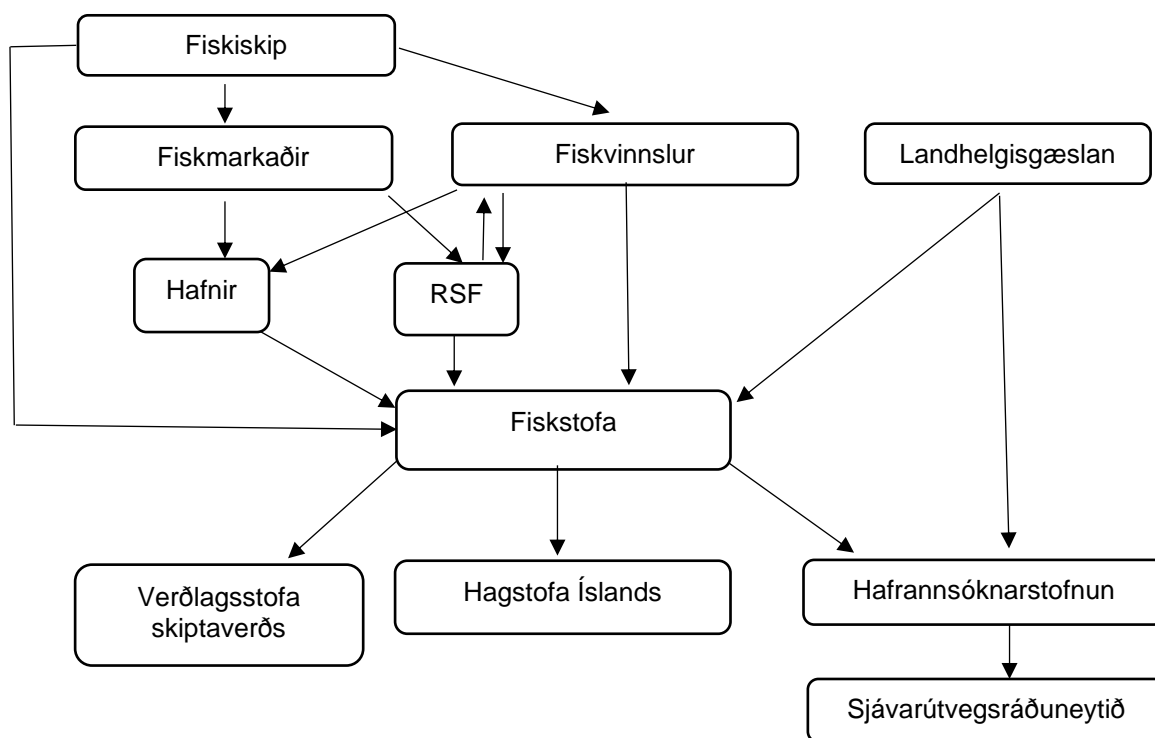 Fiskiskip
Fiskmarkaðir
Fiskvinnslur
Landhelgisgæslan
Hafnir
RSF
Fiskstofa
Verðlagsstofa
skiptaverðs
Hagstofa Íslands
Hafrannsóknarstofnun
Sjávarútvegsráðuneytið